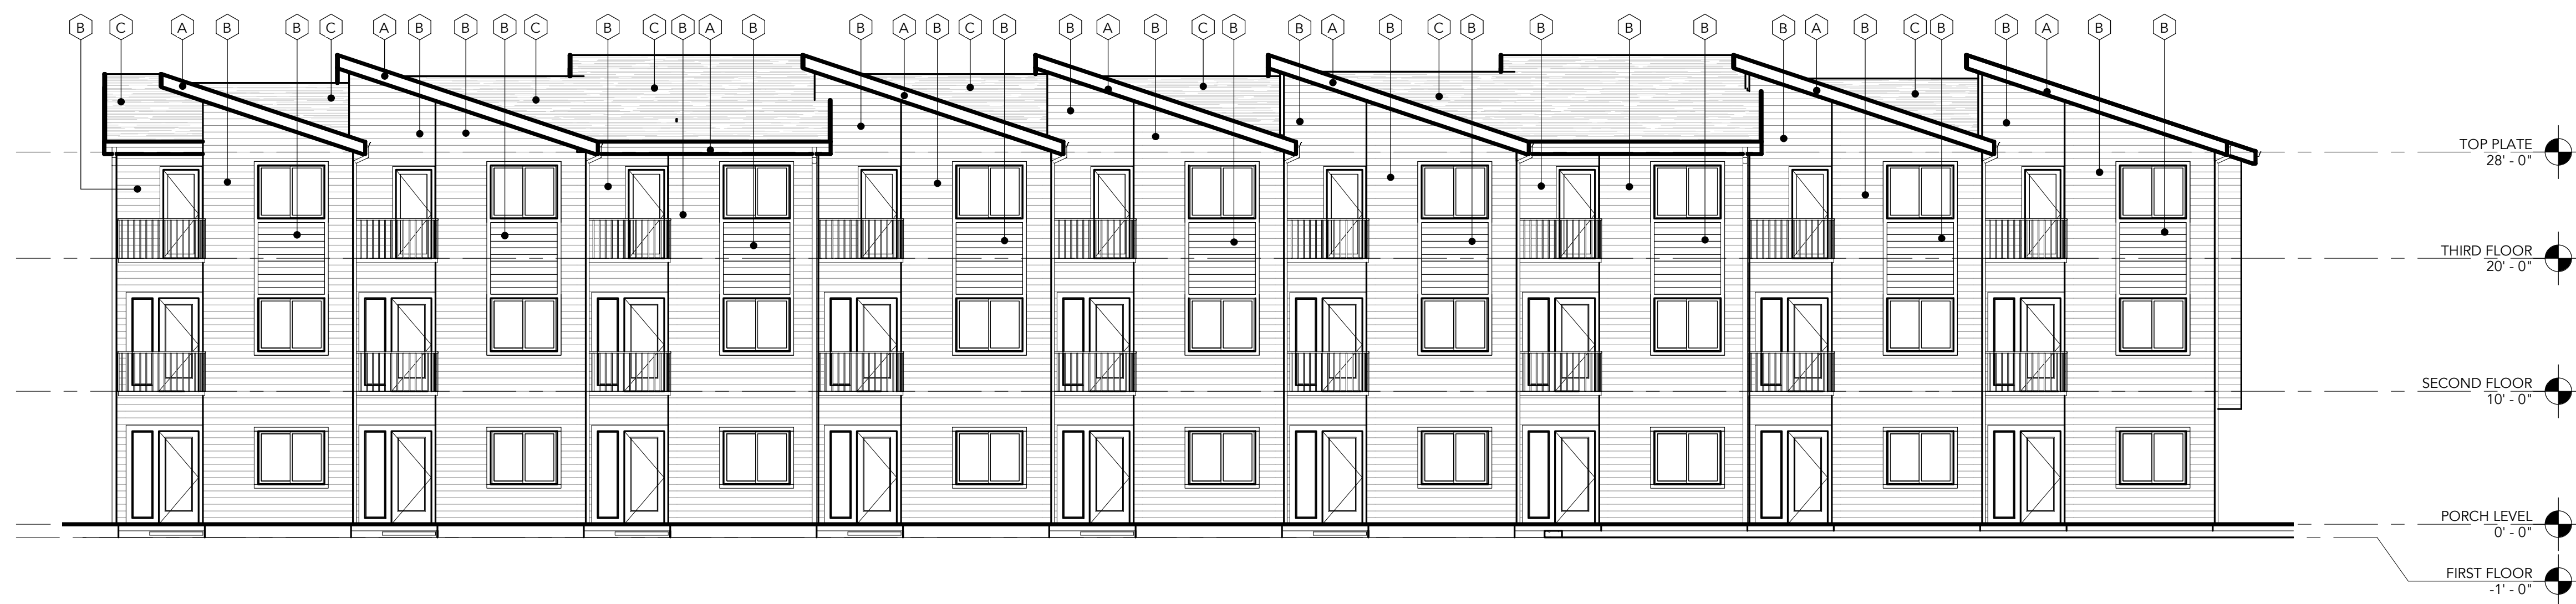 B C A B B C A B B B C B C B A B B A B C B B A B C B B A B C B B B B B A B C B B A B B
TOP PLATE
28' - 0"
THIRD FLOOR
20' - 0"
SECOND FLOOR
10' - 0"
PORCH LEVEL
0' - 0"
FIRST FLOOR
-1' - 0"